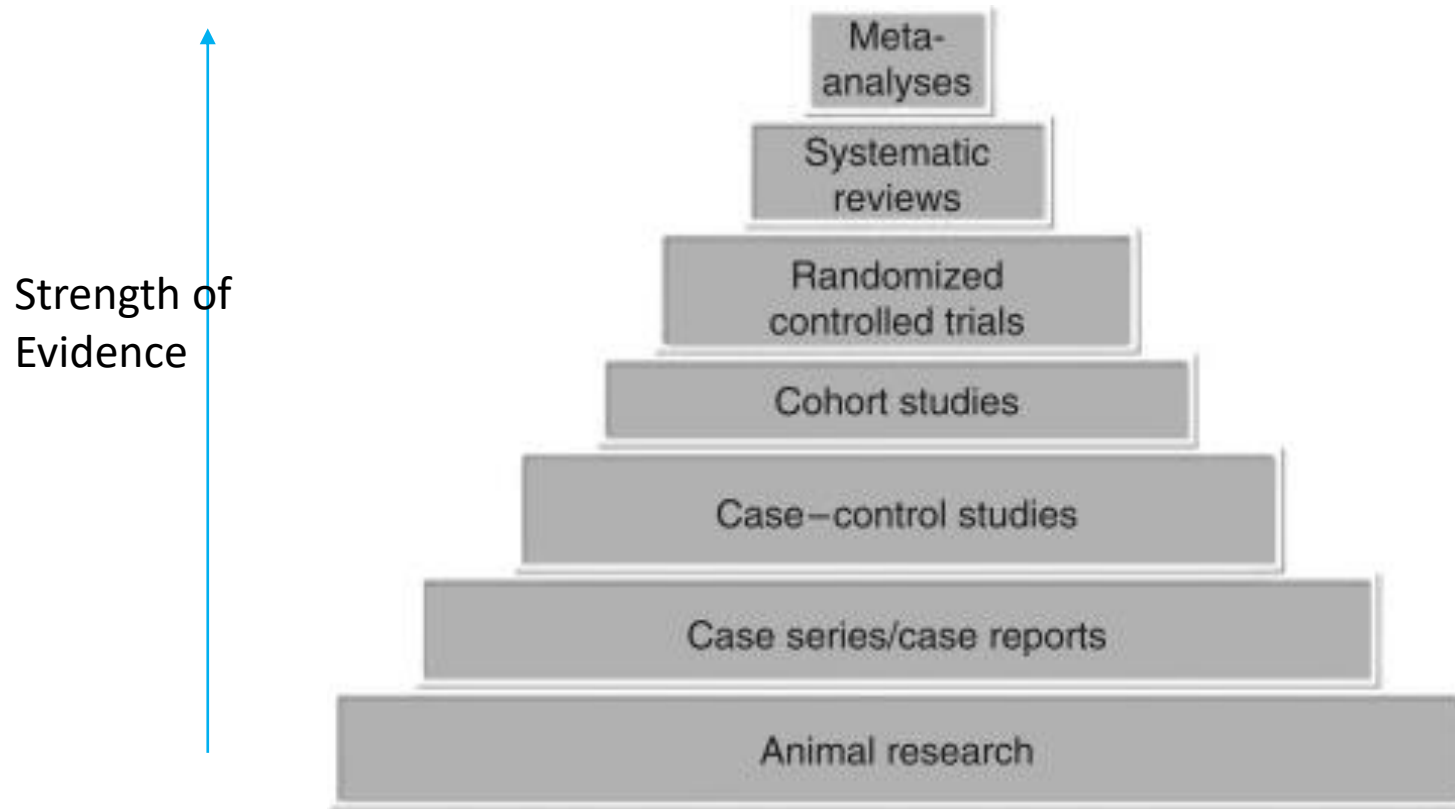 Meta-
analyses
Systematic
reviews
Randomized
controlled trials
Strength of
Evidence
Cohort studies
Case–control studies
Case series/case reports
Animal research